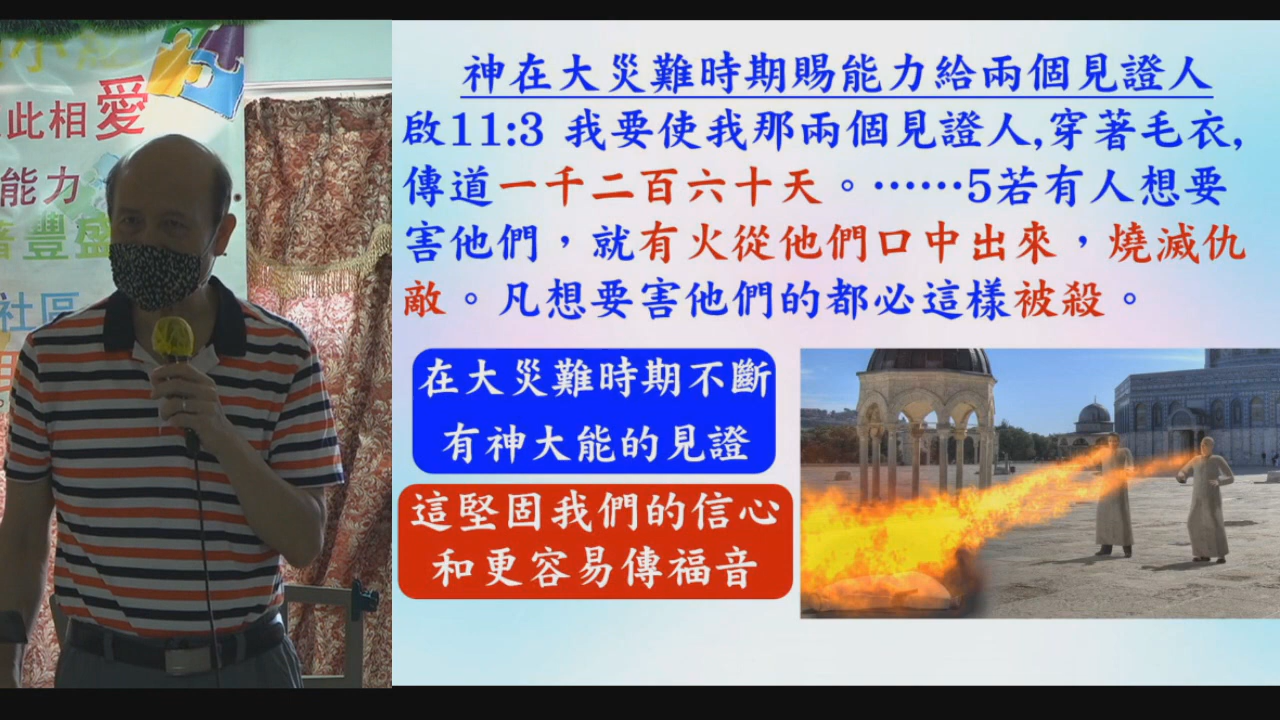 此相愛
能力
豐盛
社區
神在大災難時期賜能力給兩個見證人
啟11:3 我要使我那兩個見證人,穿著毛衣,
傳道一千二百六十天。……5若有人想要
害他們，就有火從他們口中出來，燒滅仇
敵。凡想要害他們的都必這樣被殺。
在大災難時期不斷
有神大能的見證
這堅固我們的信心
和更容易傳福音